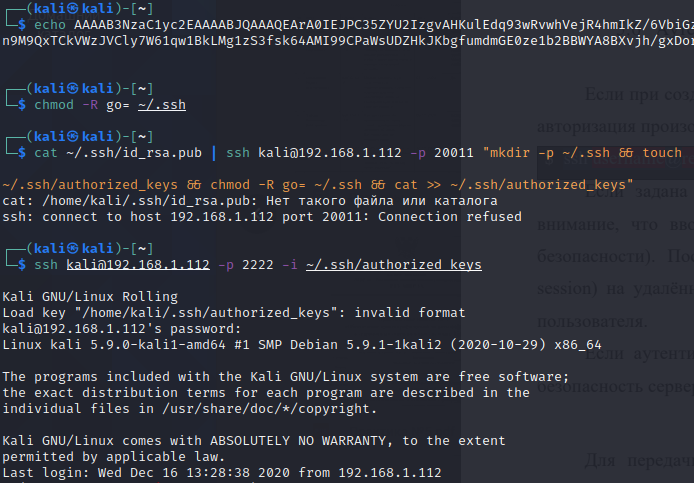 └─$ echo AAAAB3NzaC1yc2EAAAABJQAAAQEArA0IEJPC35ZYU2IzgvAHKulEdq93wRvwhVejR4hmIkZ/6VbiGz
n9M9QxTCkVWzJVCly7W61qw1BkLMg1zS3fsk64AMI99CPaWsUDZHkJKbgfumdmGE0ze1b2BBWYA8BXvjh/gxDor
┌──(kali㉿kali)-[~]
└─$ chmod -R go= ~/.ssh
┌──(kali㉿kali)-[~]
└─$ cat ~/.ssh/id_rsa.pub | ssh kali@192.168.1.112 -p 20011 "mkdir -p ~/.ssh && touch
~/.ssh/authorized_keys && chmod -R go= ~/.ssh && cat >> ~/.ssh/authorized_keys"
cat: /home/kali/.ssh/id_rsa.pub: Нет такого файла или каталога
ssh: connect to host 192.168.1.112 port 20011: Connection refused
┌──(kali㉿kali)-[~]
└─$ ssh kali@192.168.1.112 -p 2222 -i ~/.ssh/authorized_keys
Kali GNU/Linux Rolling
Load key "/home/kali/.ssh/authorized_keys": invalid format
kali@192.168.1.112's password:
Linux kali 5.9.0-kali1-amd64 #1 SMP Debian 5.9.1-1kali2 (2020-10-29) x86_64
The programs included with the Kali GNU/Linux system are free software;
the exact distribution terms for each program are described in the
individual files in /usr/share/doc/*/copyright.
Kali GNU/Linux comes with ABSOLUTELY NO WARRANTY, to the extent
permitted by applicable law.
Last login: Wed Dec 16 13:28:38 2020 from 192.168.1.112
Если при созд
авторизация произв
Если задана
внимание, что вво
безопасности). Пос
session) на удалён
пользователя.
Если аутенти
безопасность серве
Для передач